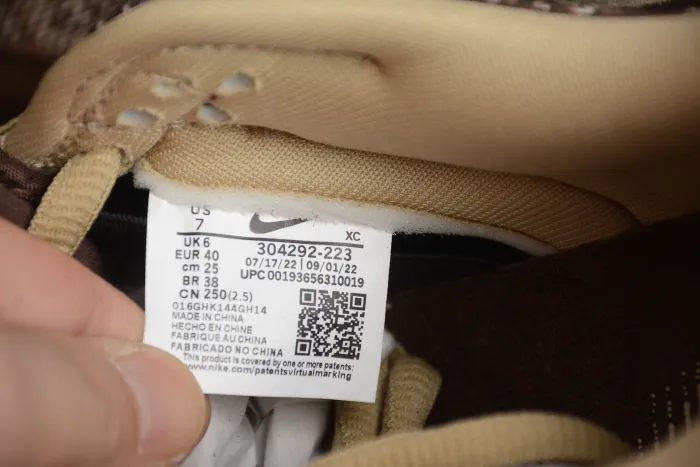 US
7
XC
UK 6
EUR 40
cm 25
BR 38
CN 250(2.5)
304292-223
07/17/22 | 09/01/22
UPC 00193656310019
016GHK144GH14
MADE IN CHINA
HECHO EN CHINE
FABRIQUE AU CHINA
FABRICADO NO CHINA
This product is covered by one or more patents:
www.nike.com/patentsvirtualmarking